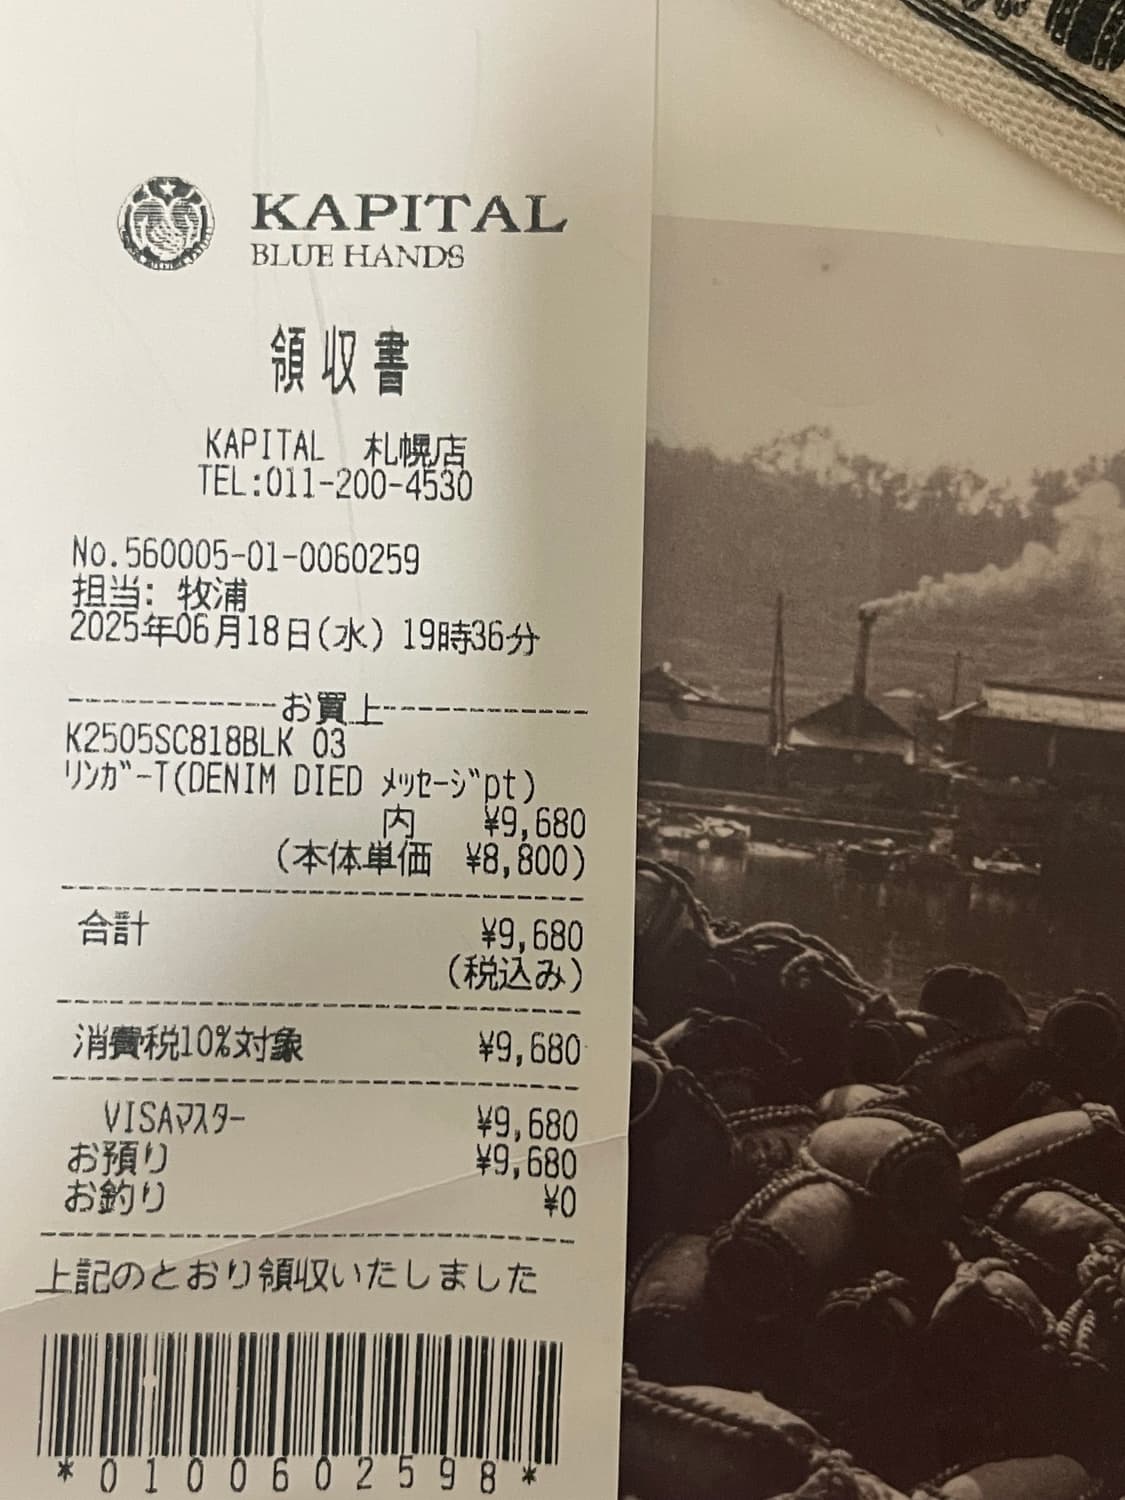 KAPITAL
BLUE HANDS
領収書
KAPITAL 札幌店
TEL:011-200-4530
No.560005-01-0060259
担当: 牧浦
2025年06月18日(水) 19時36分
お買上
K2505SC818BLK 03
リンガーT(DENIM DIED メッセージpt)
内 ¥9,680
(本体単価 ¥8,800)
合計 ¥9,680
(税込み)
消費税10%対象 ¥9,680
VISAマスター ¥9,680
お預り ¥9,680
お釣り ¥0
上記のとおり領収いたしました
*0100602598*